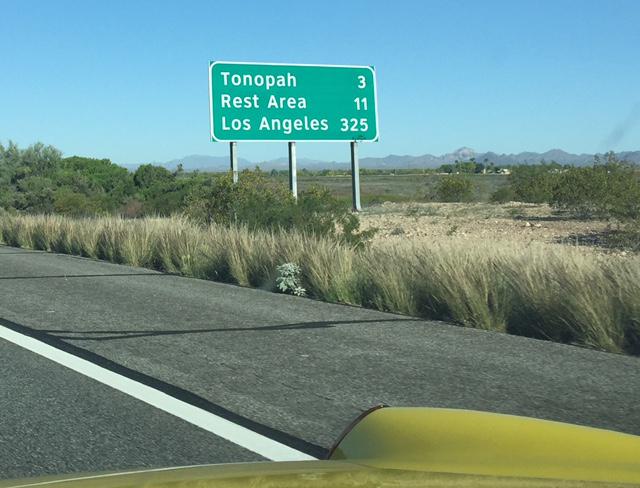 Tonopah 3
Rest Area 11
Los Angeles 325